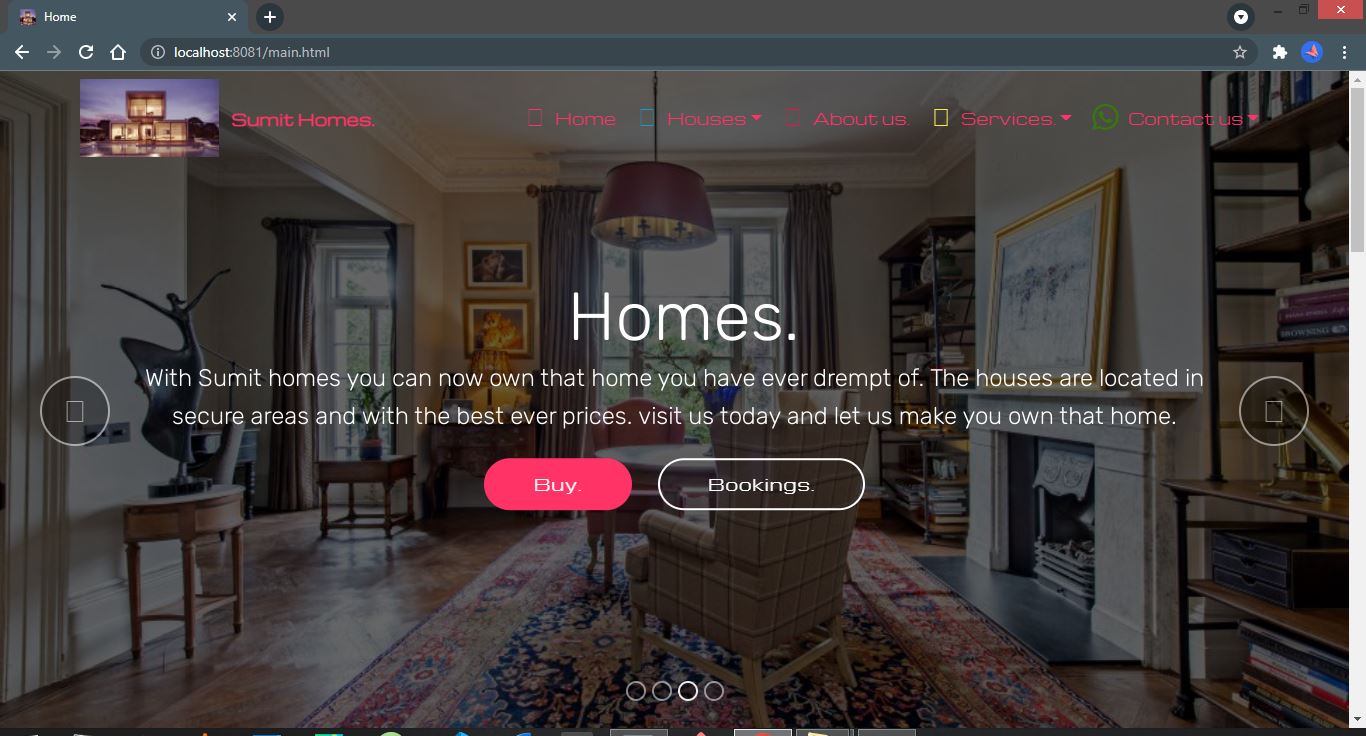 Home
localhost:8081/main.html
Sumit Homes.
Home
Houses
About us.
Services.
Contact us
Homes.
With Sumit homes you can now own that home you have ever drempt of. The houses are located in
secure areas and with the best ever prices. visit us today and let us make you own that home.
Buy.
Bookings.
BROWNING